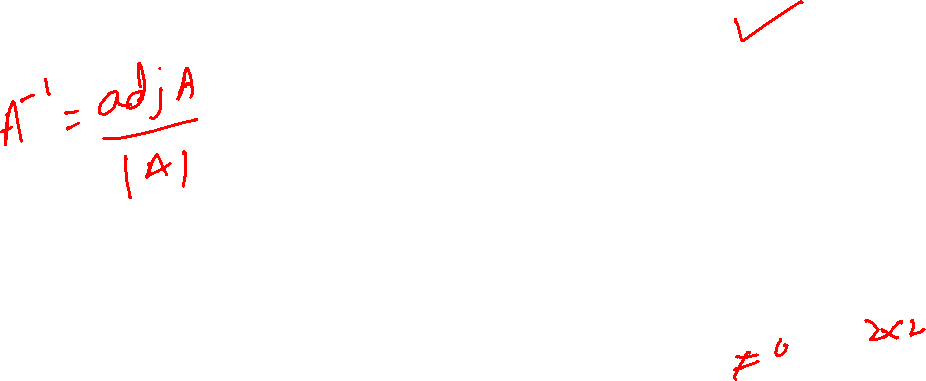 ✓
A⁻¹ = adj A / |A|
≠ 0 2x2